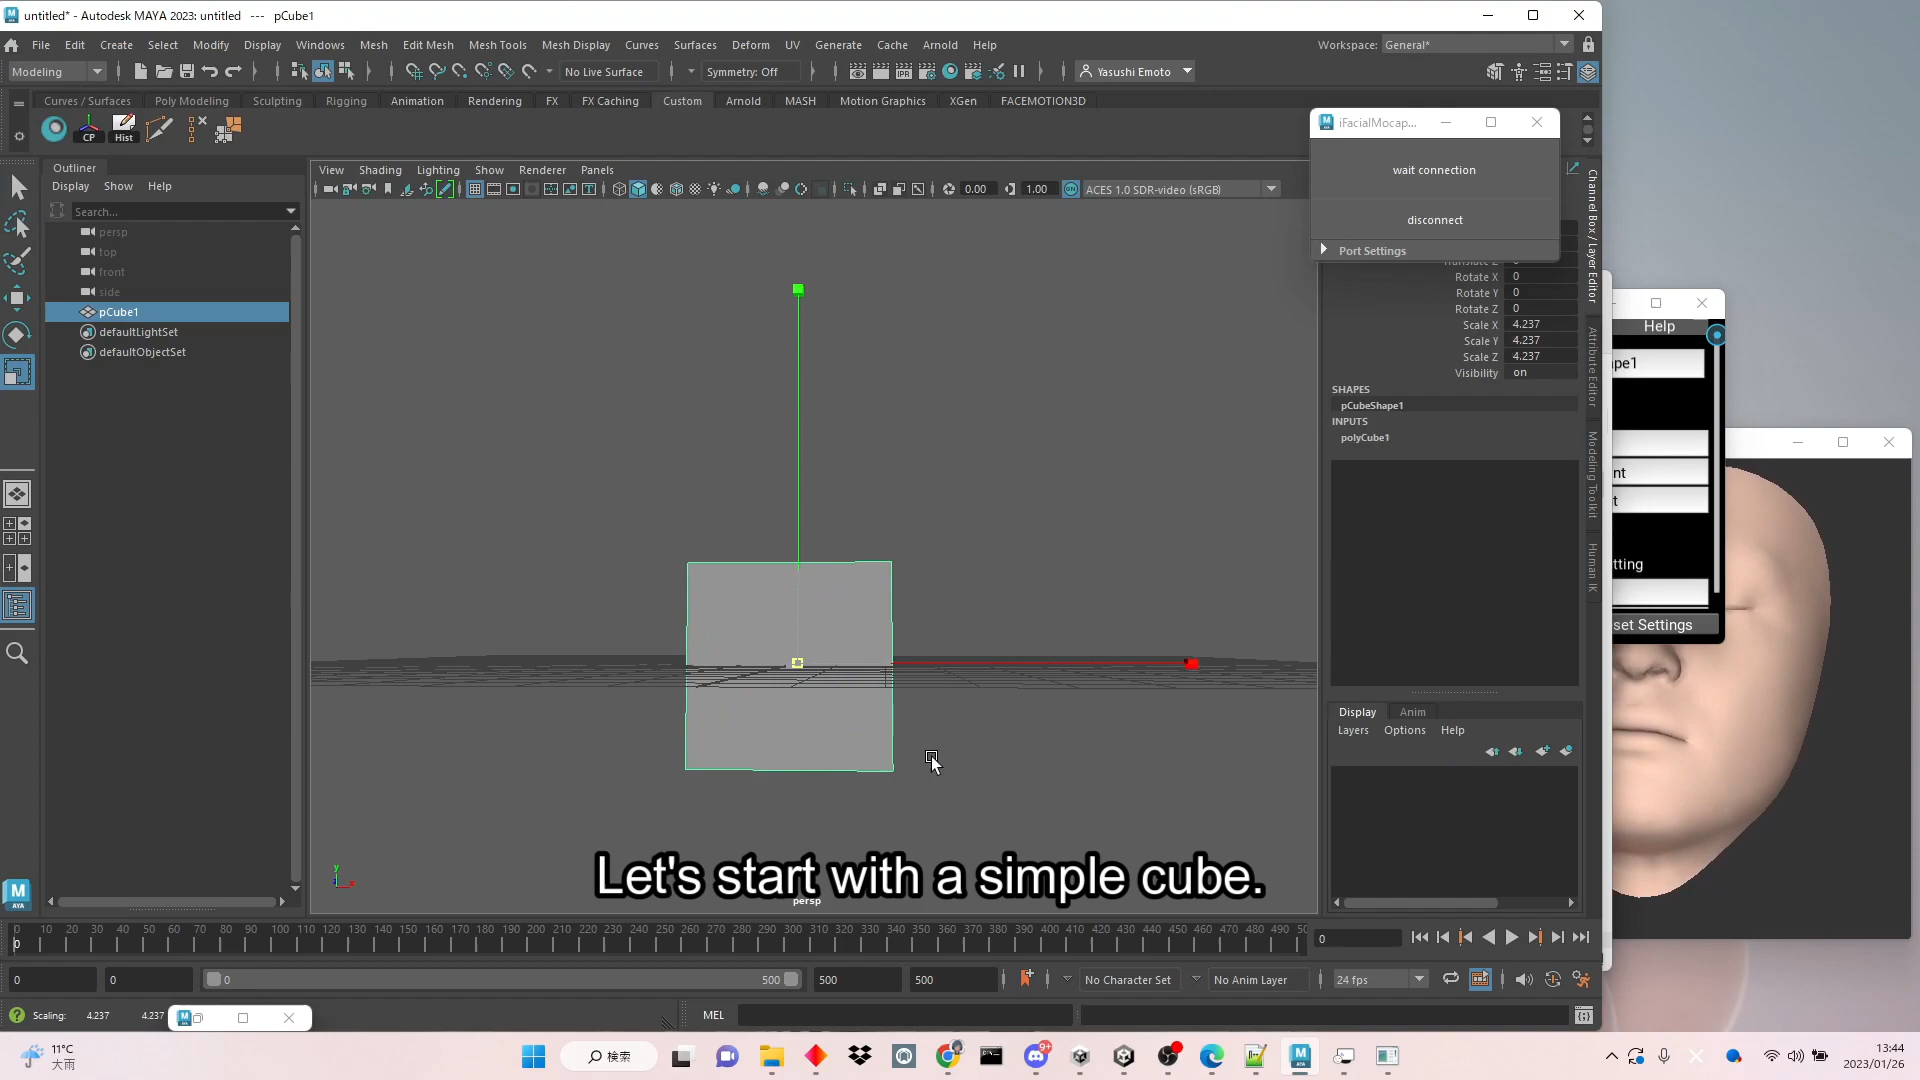 untitled* - Autodesk MAYA 2023: untitled --- pCube1
File Edit Create Select Modify Display Windows Mesh Edit Mesh Mesh Tools Mesh Display Curves Surfaces Deform UV Generate Cache Arnold Help
Workspace: General*
Modeling
No Live Surface
Symmetry: Off
IPR
Yasushi Emoto
Curves / Surfaces Poly Modeling Sculpting Rigging Animation Rendering FX FX Caching Custom Arnold MASH Motion Graphics XGen FACEMOTION3D
CP
Hist
iFacialMocap...
wait connection
disconnect
Port Settings
Outliner
Display Show Help
Search...
persp
top
front
side
pCube1
defaultLightSet
defaultObjectSet
View Shading Lighting Show Renderer Panels
0.00
1.00
ON
ACES 1.0 SDR-video (sRGB)
Rotate X 0
Rotate Y 0
Rotate Z 0
Scale X 4.237
Scale Y 4.237
Scale Z 4.237
Visibility on
SHAPES
pCubeShape1
INPUTS
polyCube1
Channel Box / Layer Editor
Attribute Editor
Modeling Toolkit
Human IK
Help
ape1
nt
t
tting
set Settings
Display Anim
Layers Options Help
y
x
Let's start with a simple cube.
persp
M
AYA
0 10 20 30 40 50 60 70 80 90 100 110 120 130 140 150 160 170 180 190 200 210 220 230 240 250 260 270 280 290 300 310 320 330 340 350 360 370 380 390 400 410 420 430 440 450 460 470 480 490 50
0
0
0
0
0
500
500
500
No Character Set
No Anim Layer
24 fps
Scaling: 4.237 4.237
MEL
11°C
大雨
検索
9+
13:44
2023/01/26